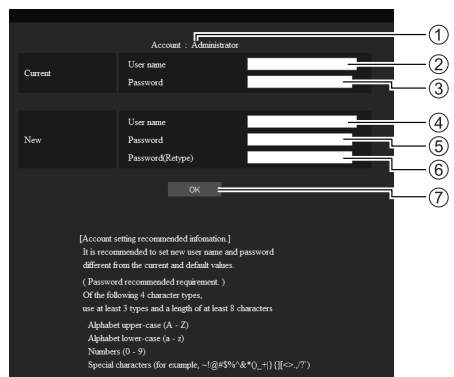 Account : Administrator
①
Current
User name
②
Password
③
New
User name
④
Password
⑤
Password(Retype)
⑥
OK
⑦
[Account setting recommended infomation.]
It is recommended to set new user name and password
different from the current and default values.
( Password recommended requirement. )
Of the following 4 character types,
use at least 3 types and a length of at least 8 characters
Alphabet upper-case (A - Z)
Alphabet lower-case (a - z)
Numbers (0 - 9)
Special characters (for example, ~!@#$%^&*()_+|}{][<>.,/?`)